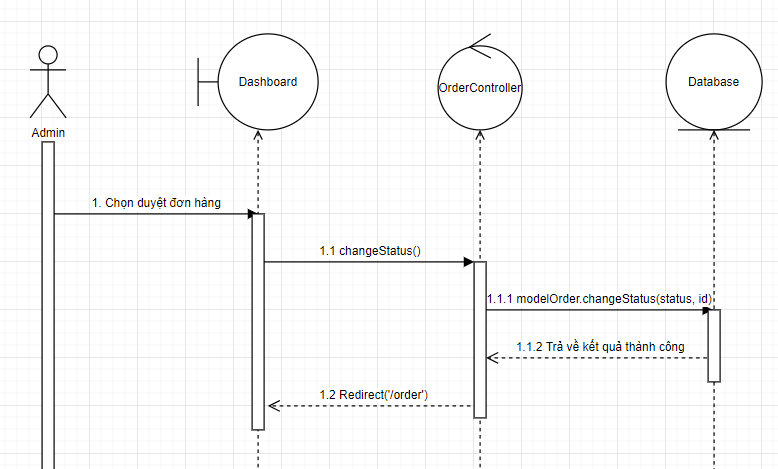 Dashboard
OrderController
Database
Admin
1. Chọn duyệt đơn hàng
1.1 changeStatus()
1.1.1 modelOrder.changeStatus(status, id)
1.1.2 Trả về kết quả thành công
1.2 Redirect('/order')